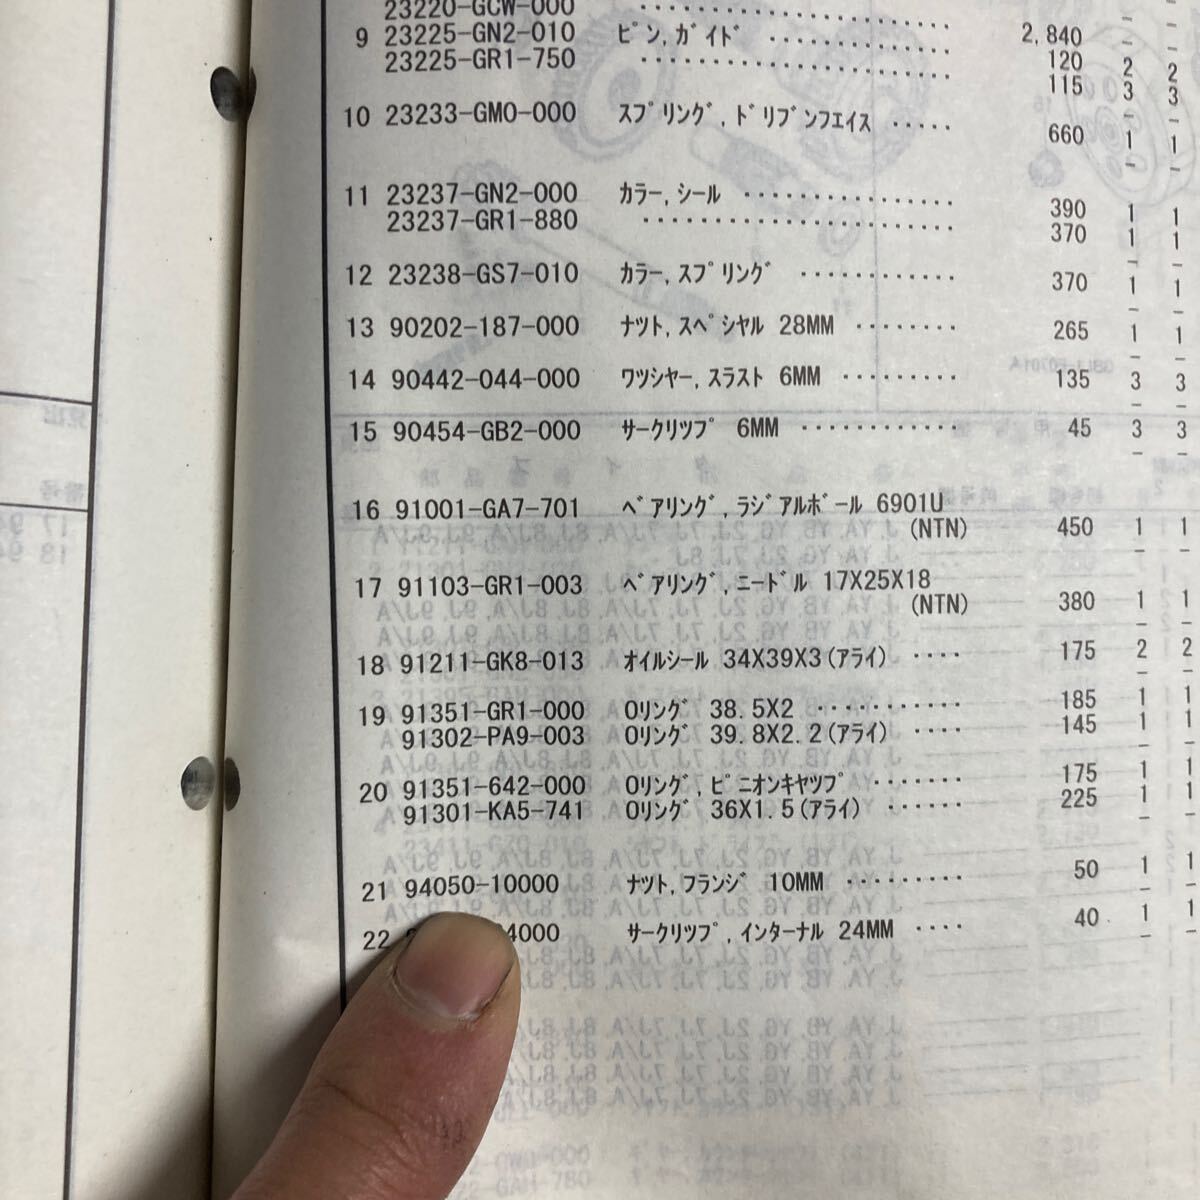 23220-GCW-000 ............
9 23225-GN2-010 ピン,ガイド ............ 2,840 - -
23225-GR1-750 ............ 120 2 2
115 3 3
10 23233-GM0-000 スプリング,ドリブンフエイス ..... 660 1 1
11 23237-GN2-000 カラー,シール ............ 390 1 1
23237-GR1-880 ............ 370 1 1
12 23238-GS7-010 カラー,スプリング ............ 370 1 1
13 90202-187-000 ナツト,スペシヤル 28MM ........ 265 1 1
14 90442-044-000 ワツシヤー,スラスト 6MM ......... 135 3 3
15 90454-GB2-000 サークリツプ 6MM ............ 45 3 3
16 91001-GA7-701 ベアリング,ラジアルボール 6901U
(NTN) 450 1 1
17 91103-GR1-003 ベアリング,ニードル 17X25X18
(NTN) 380 1 1
18 91211-GK8-013 オイルシール 34X39X3(アライ) .... 175 2 2
19 91351-GR1-000 Oリング 38.5X2 ............ 185 1 1
91302-PA9-003 Oリング 39.8X2.2(アライ) .... 145 1 1
20 91351-642-000 Oリング,ピニオンキヤツプ ........ 175 1 1
91301-KA5-741 Oリング 36X1.5(アライ) ...... 225 1 1
21 94050-10000 ナツト,フランジ 10MM ......... 50 1 1
22 4000 サークリツプ,インターナル 24MM .... 40 1 1